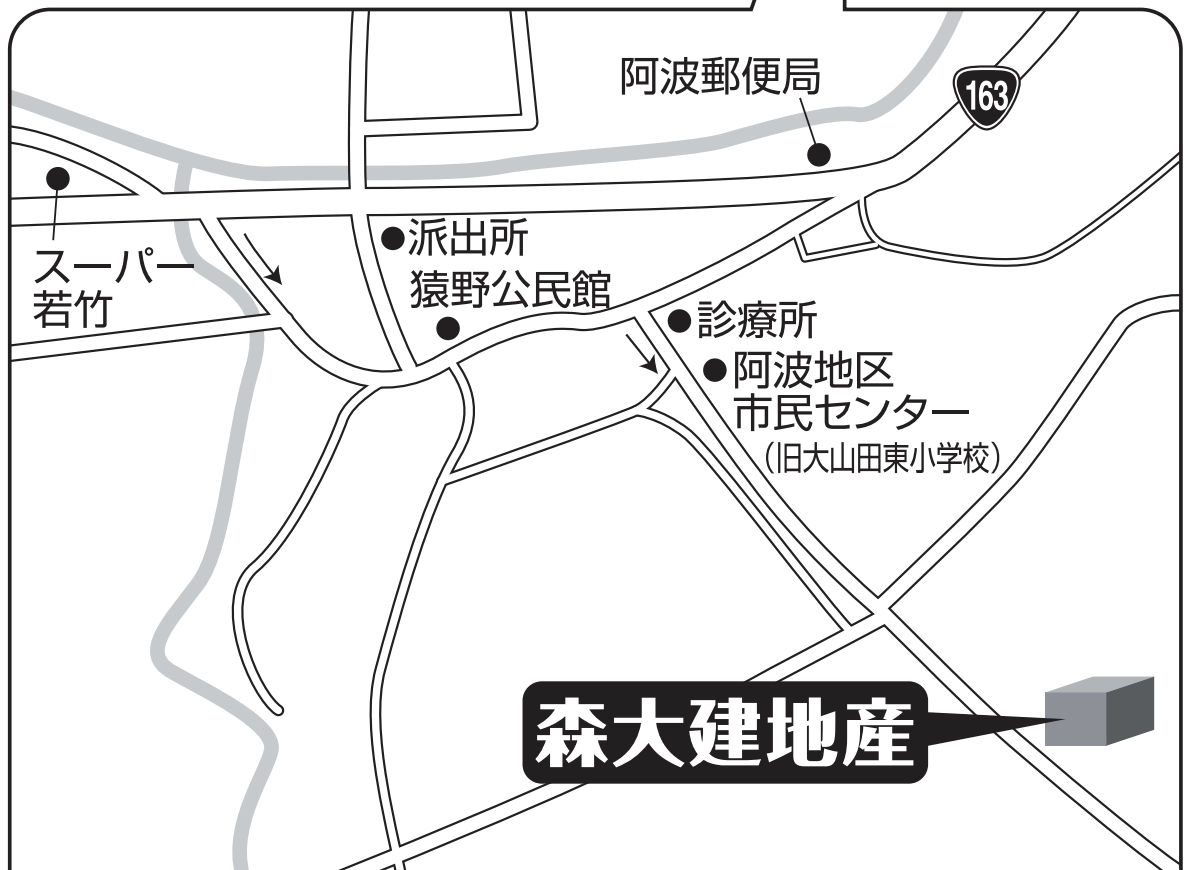 阿波郵便局
163
派出所
スーパー
若竹
猿野公民館
診療所
阿波地区
市民センター
（旧大山田東小学校）
森大建地産